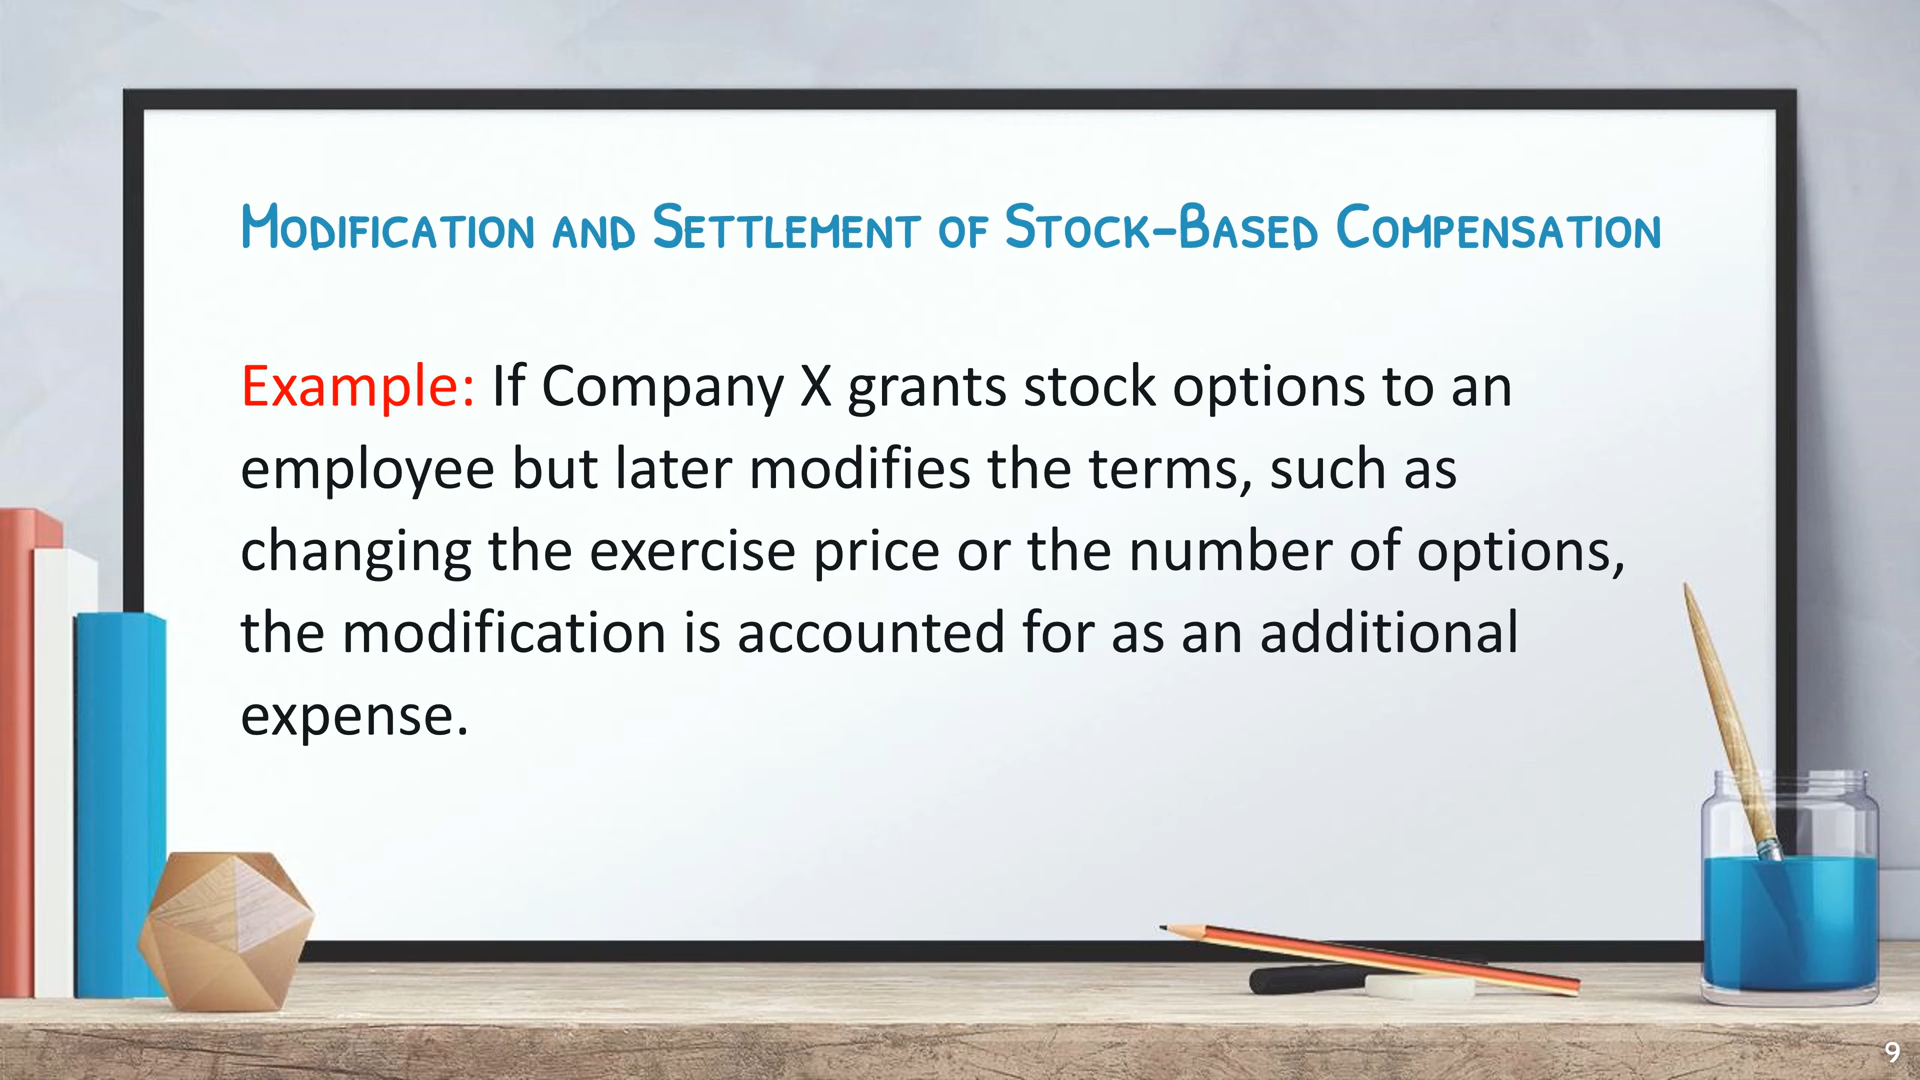 Modification and Settlement of Stock-Based Compensation
Example: If Company X grants stock options to an
employee but later modifies the terms, such as
changing the exercise price or the number of options,
the modification is accounted for as an additional
expense.
9